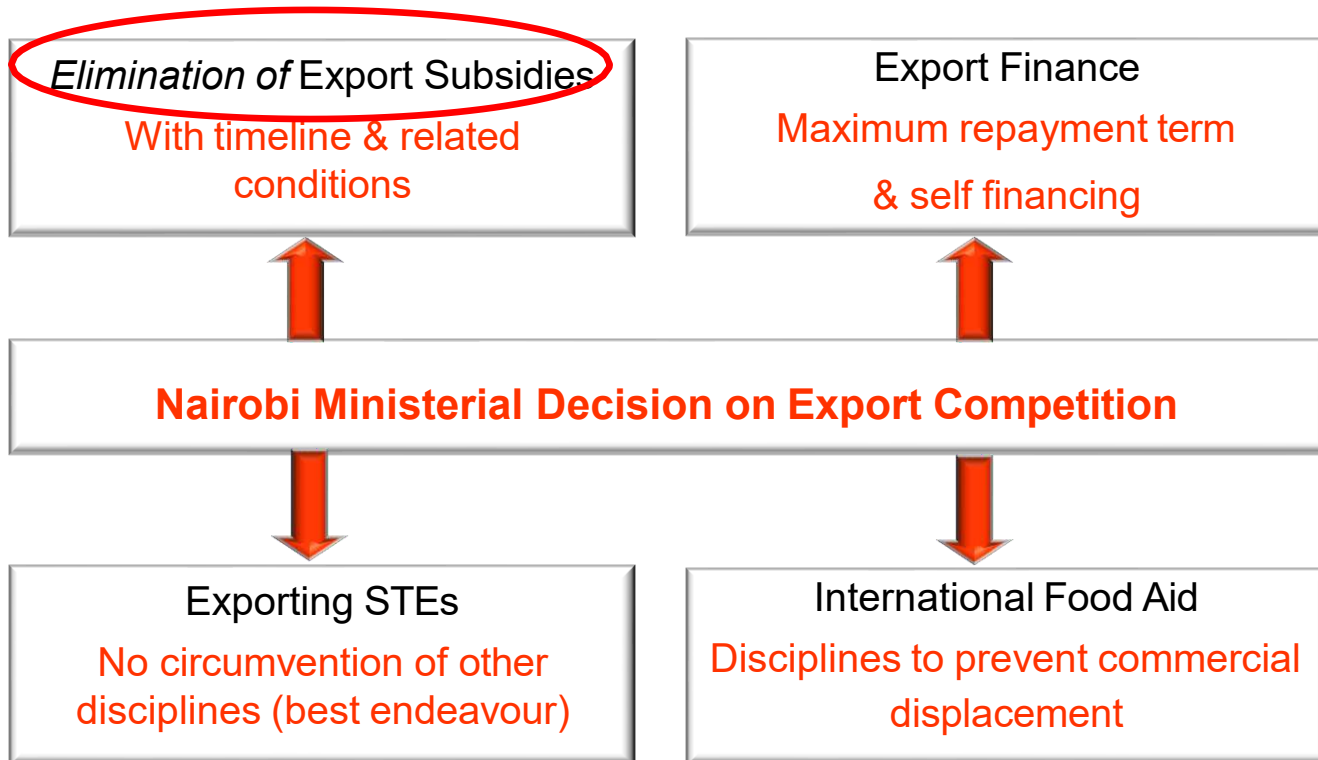 Elimination of Export Subsidies
With timeline & related
conditions
Export Finance
Maximum repayment term
& self financing
Nairobi Ministerial Decision on Export Competition
Exporting STEs
No circumvention of other
disciplines (best endeavour)
International Food Aid
Disciplines to prevent commercial
displacement